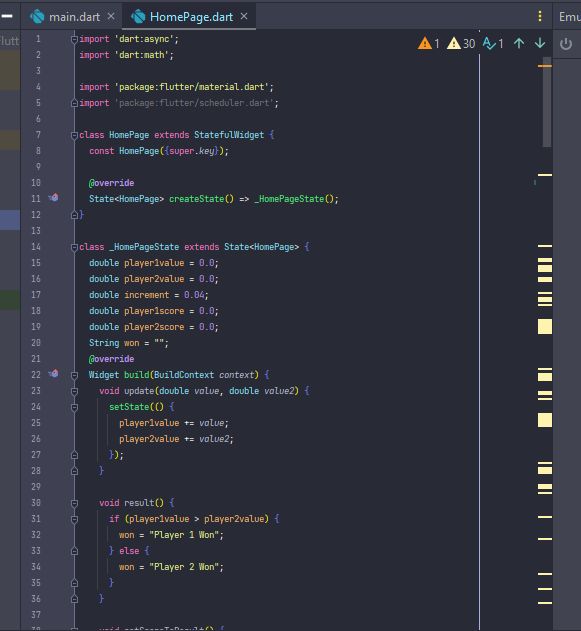 main.dart
HomePage.dart
Emu
1 30 1
lutt
1 import 'dart:async';
2 import 'dart:math';
3
4 import 'package:flutter/material.dart';
5 import 'package:flutter/scheduler.dart';
6
7 class HomePage extends StatefulWidget {
8 const HomePage({super.key});
9
10 @override
11 State<HomePage> createState() => _HomePageState();
12 }
13
14 class _HomePageState extends State<HomePage> {
15 double player1value = 0.0;
16 double player2value = 0.0;
17 double increment = 0.04;
18 double player1score = 0.0;
19 double player2score = 0.0;
20 String won = "";
21 @override
22 Widget build(BuildContext context) {
23 void update(double value, double value2) {
24 setState(() {
25 player1value += value;
26 player2value += value2;
27 });
28 }
29
30 void result() {
31 if (player1value > player2value) {
32 won = "Player 1 Won";
33 } else {
34 won = "Player 2 Won";
35 }
36 }
37